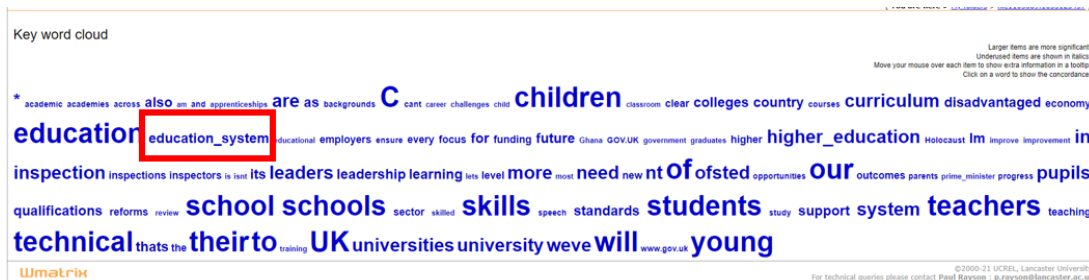 Key word cloud
Larger items are more significant
Underused items are shown in italics
Move your mouse over each item to show extra information in a tooltip
Click on a word to show the concordance
* academic academies across also am and apprenticeships are as backgrounds C cant career challenges child children classroom clear colleges country courses curriculum disadvantaged economy
education education_system educational employers ensure every focus for funding future Ghana GOV.UK government graduates higher higher_education Holocaust Im improve improvement in
inspection inspections inspectors is isnt its leaders leadership learning lets level more most need new nt of ofsted opportunities our outcomes parents prime_minister progress pupils
qualifications reforms review school schools sector skilled skills speech standards students study support system teachers teaching
technical thats the their to training UK universities university weve will www.gov.uk young
Wmatrix
©2000-21 UCREL, Lancaster University
For technical queries please contact Paul Rayson : p.rayson@lancaster.ac.u